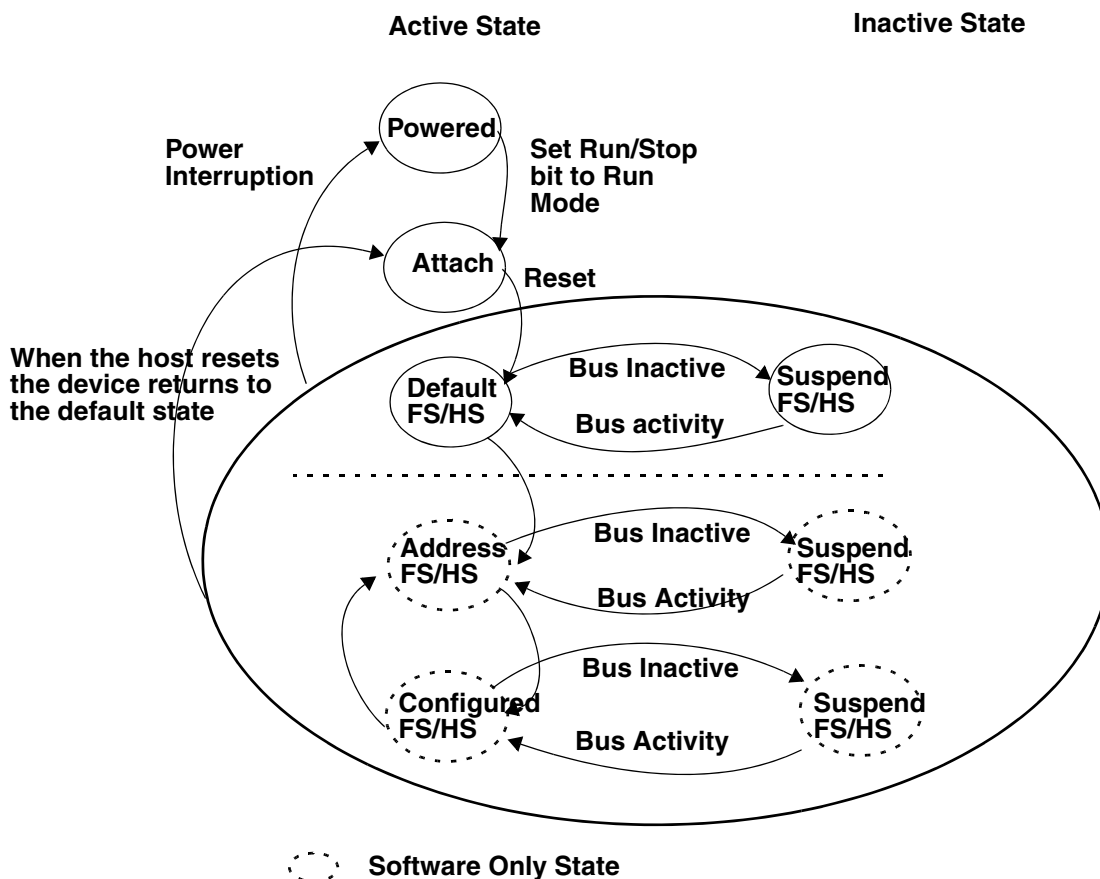 Active State
Inactive State
Powered
Power
Interruption
Set Run/Stop
bit to Run
Mode
Attach
Reset
When the host resets
the device returns to
the default state
Default
FS/HS
Bus Inactive
Suspend
FS/HS
Bus activity
Address
FS/HS
Bus Inactive
Suspend
FS/HS
Bus Activity
Configured
FS/HS
Bus Inactive
Suspend
FS/HS
Bus Activity
Software Only State